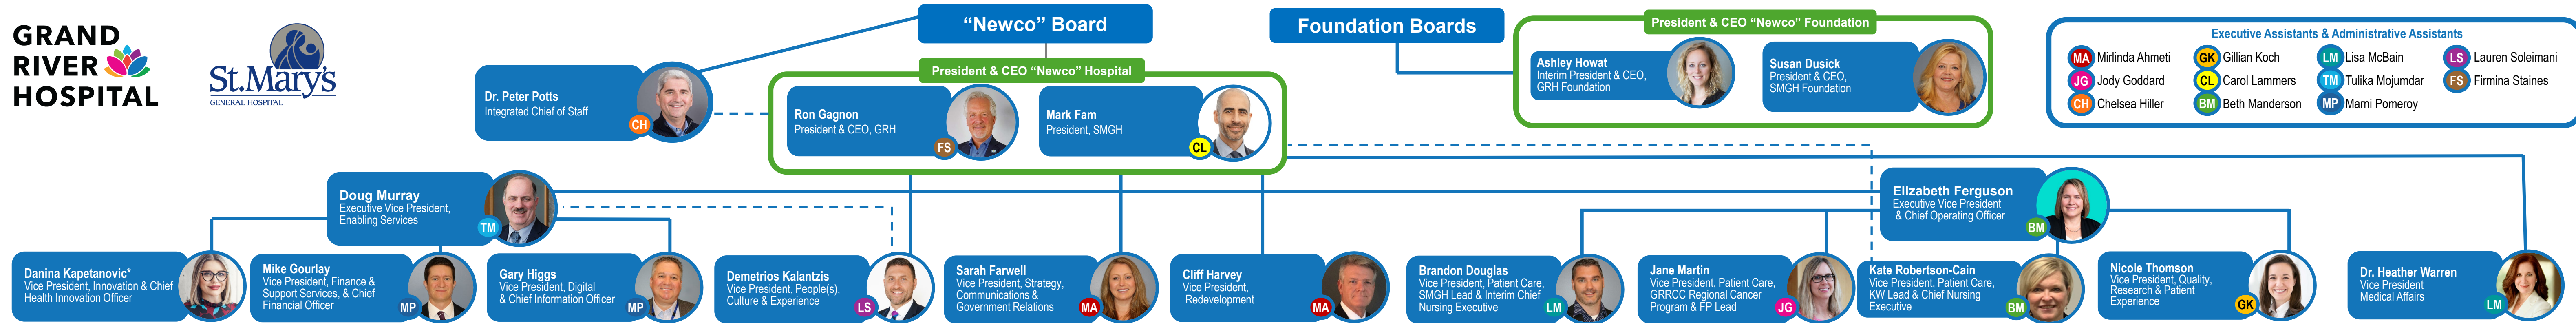 GRAND
RIVER
HOSPITAL
St.Mary's
GENERAL HOSPITAL
"Newco" Board
Foundation Boards
President & CEO "Newco" Foundation
Ashley Howat
Interim President & CEO,
GRH Foundation
Susan Dusick
President & CEO,
SMGH Foundation
Executive Assistants & Administrative Assistants
MA Mirlinda Ahmeti
JG Jody Goddard
CH Chelsea Hiller
GK Gillian Koch
CL Carol Lammers
BM Beth Manderson
LM Lisa McBain
TM Tulika Mojumdar
MP Marni Pomeroy
LS Lauren Soleimani
FS Firmina Staines
Dr. Peter Potts
Integrated Chief of Staff
CH
President & CEO "Newco" Hospital
Ron Gagnon
President & CEO, GRH
FS
Mark Fam
President, SMGH
CL
Doug Murray
Executive Vice President,
Enabling Services
TM
Elizabeth Ferguson
Executive Vice President
& Chief Operating Officer
BM
Danina Kapetanovic*
Vice President, Innovation & Chief
Health Innovation Officer
Mike Gourlay
Vice President, Finance &
Support Services, & Chief
Financial Officer
MP
Gary Higgs
Vice President, Digital
& Chief Information Officer
MP
Demetrios Kalantzis
Vice President, People(s),
Culture & Experience
LS
Sarah Farwell
Vice President, Strategy,
Communications &
Government Relations
MA
Cliff Harvey
Vice President,
Redevelopment
MA
Brandon Douglas
Vice President, Patient Care,
SMGH Lead & Interim Chief
Nursing Executive
LM
Jane Martin
Vice President, Patient Care,
GRRCC Regional Cancer
Program & FP Lead
JG
Kate Robertson-Cain
Vice President, Patient Care,
KW Lead & Chief Nursing
Executive
BM
Nicole Thomson
Vice President, Quality,
Research & Patient
Experience
GK
Dr. Heather Warren
Vice President
Medical Affairs
LM